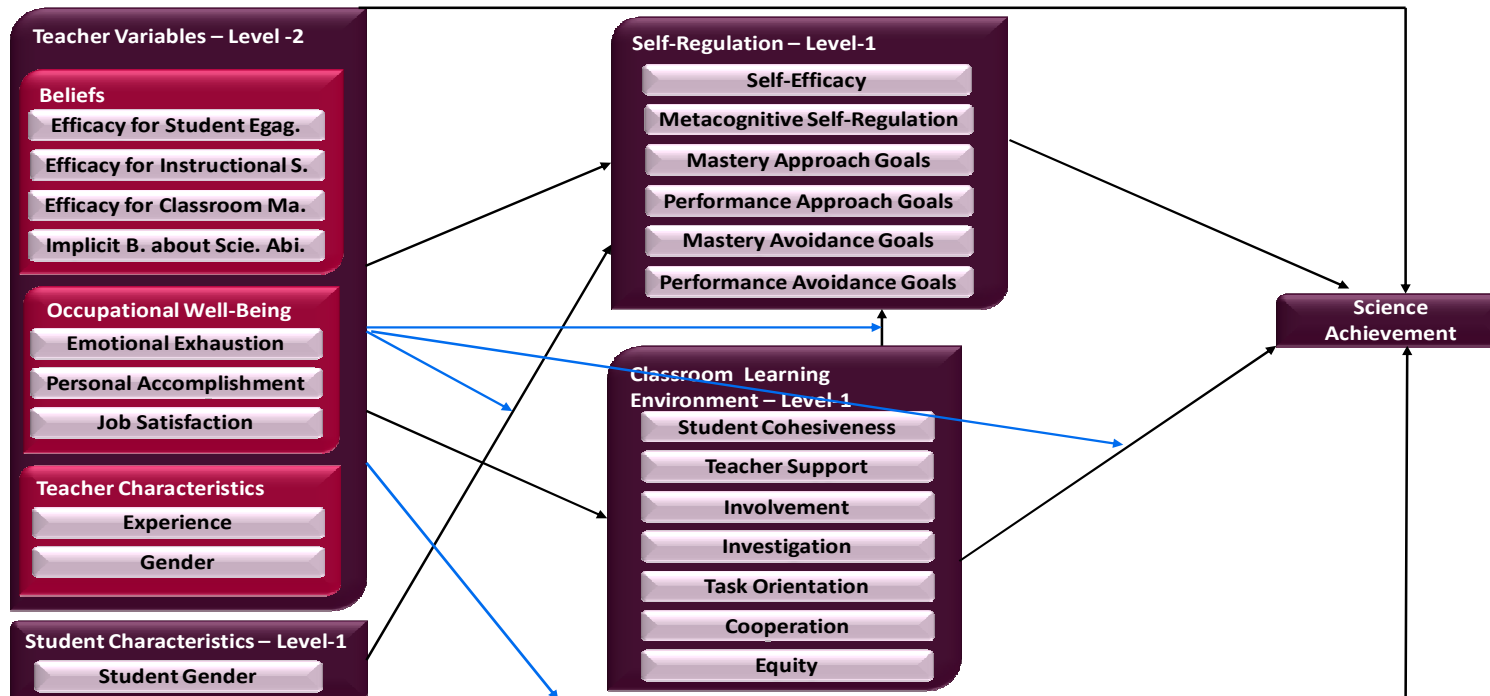 Teacher Variables – Level -2
Beliefs
Efficacy for Student Egag.
Efficacy for Instructional S.
Efficacy for Classroom Ma.
Implicit B. about Scie. Abi.
Occupational Well-Being
Emotional Exhaustion
Personal Accomplishment
Job Satisfaction
Teacher Characteristics
Experience
Gender
Student Characteristics – Level-1
Student Gender
Self-Regulation – Level-1
Self-Efficacy
Metacognitive Self-Regulation
Mastery Approach Goals
Performance Approach Goals
Mastery Avoidance Goals
Performance Avoidance Goals
Classroom Learning
Environment – Level-1
Student Cohesiveness
Teacher Support
Involvement
Investigation
Task Orientation
Cooperation
Equity
Science
Achievement